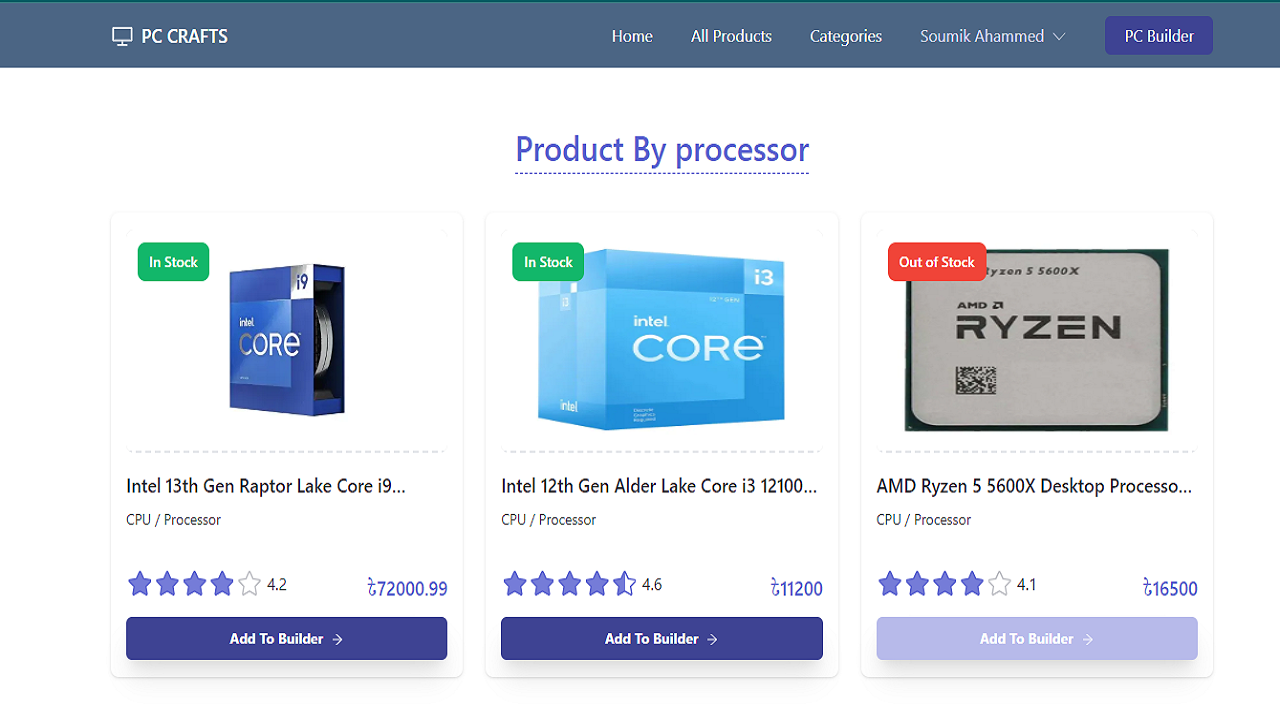 PC CRAFTS
Home
All Products
Categories
Soumik Ahammed
PC Builder
Product By processor
In Stock
i9
intel
CORE
Intel 13th Gen Raptor Lake Core i9...
CPU / Processor
4.2
৳72000.99
Add To Builder →
In Stock
i3
i3
12TH GEN
intel
CORE
intel
Intel 12th Gen Alder Lake Core i3 12100...
CPU / Processor
4.6
৳11200
Add To Builder →
Out of Stock
Ryzen 5 5600X
AMD
RYZEN
AMD Ryzen 5 5600X Desktop Processo...
CPU / Processor
4.1
৳16500
Add To Builder →